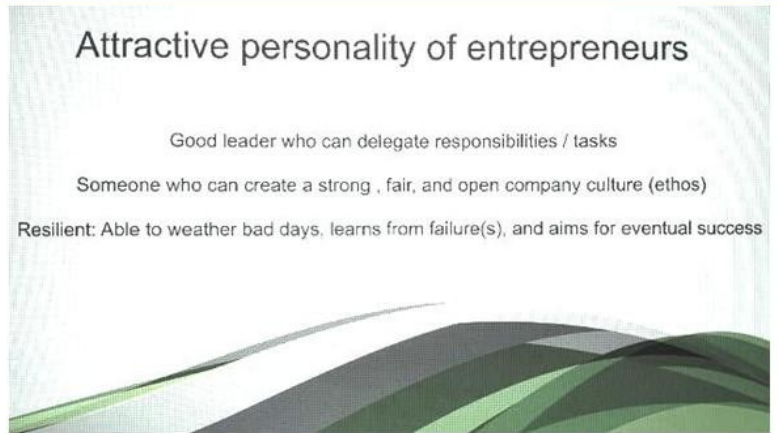 Attractive personality of entrepreneurs
Good leader who can delegate responsibilities / tasks
Someone who can create a strong , fair, and open company culture (ethos)
Resilient: Able to weather bad days, learns from failure(s), and aims for eventual success